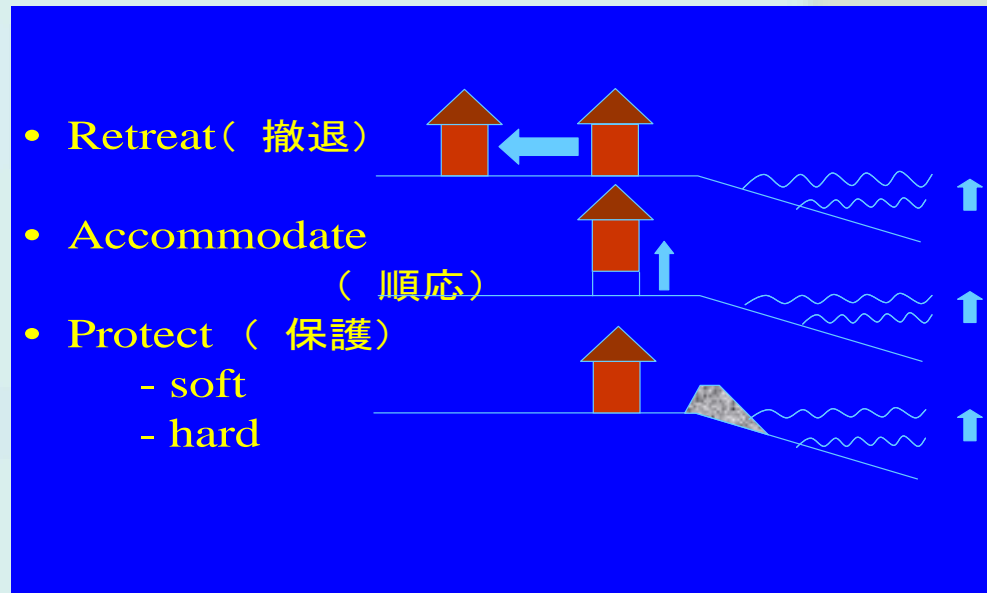 • Retreat( 撤退)
• Accommodate
( 順応)
• Protect ( 保護)
- soft
- hard